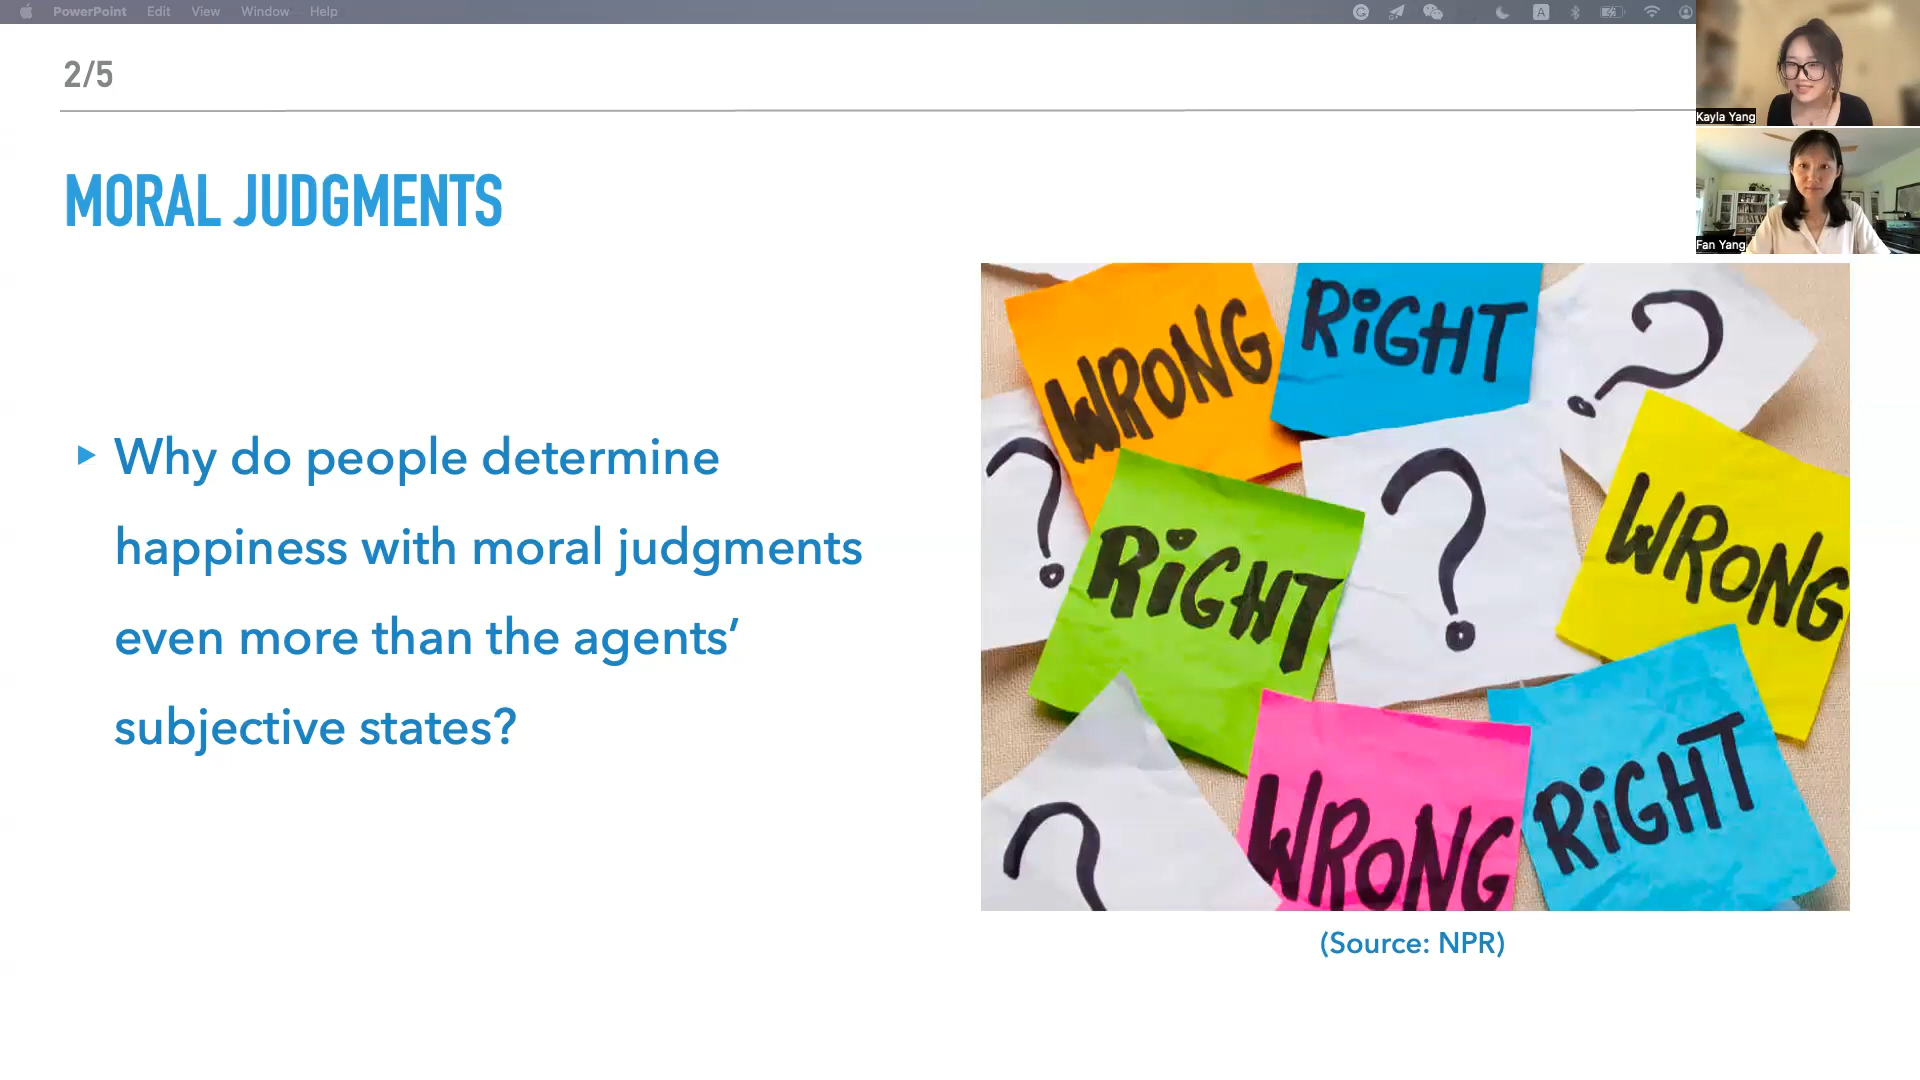 PowerPoint Edit View Window Help
A
2/5
Kayla Yang
Fan Yang
MORAL JUDGMENTS
Why do people determine
happiness with moral judgments
even more than the agents’
subjective states?
WRONG
RiGHT
?
?
RiGHT
?
WRONG
?
WRONG
RiGHT
(Source: NPR)